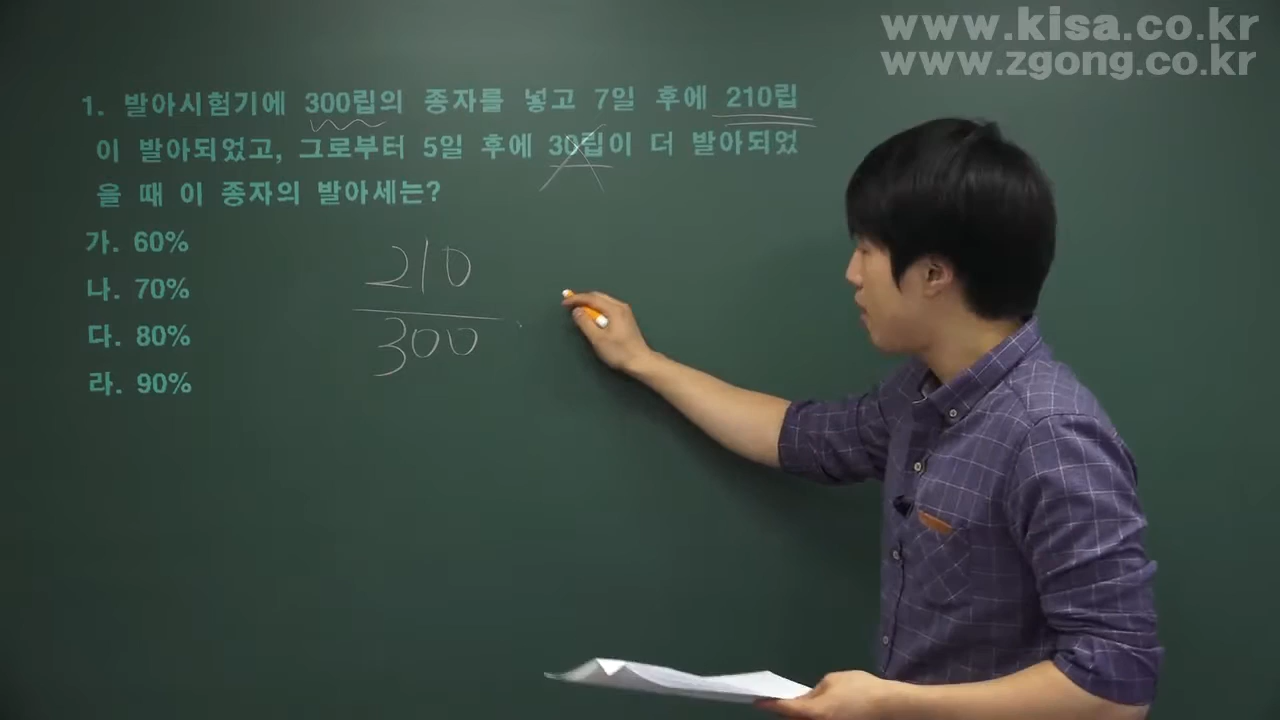 www.kisa.co.kr
www.zgong.co.kr
1. 발아시험기에 300립의 종자를 넣고 7일 후에 210립
이 발아되었고, 그로부터 5일 후에 30립이 더 발아되었
을 때 이 종자의 발아세는?
가. 60%
나. 70%
다. 80%
라. 90%
210
300